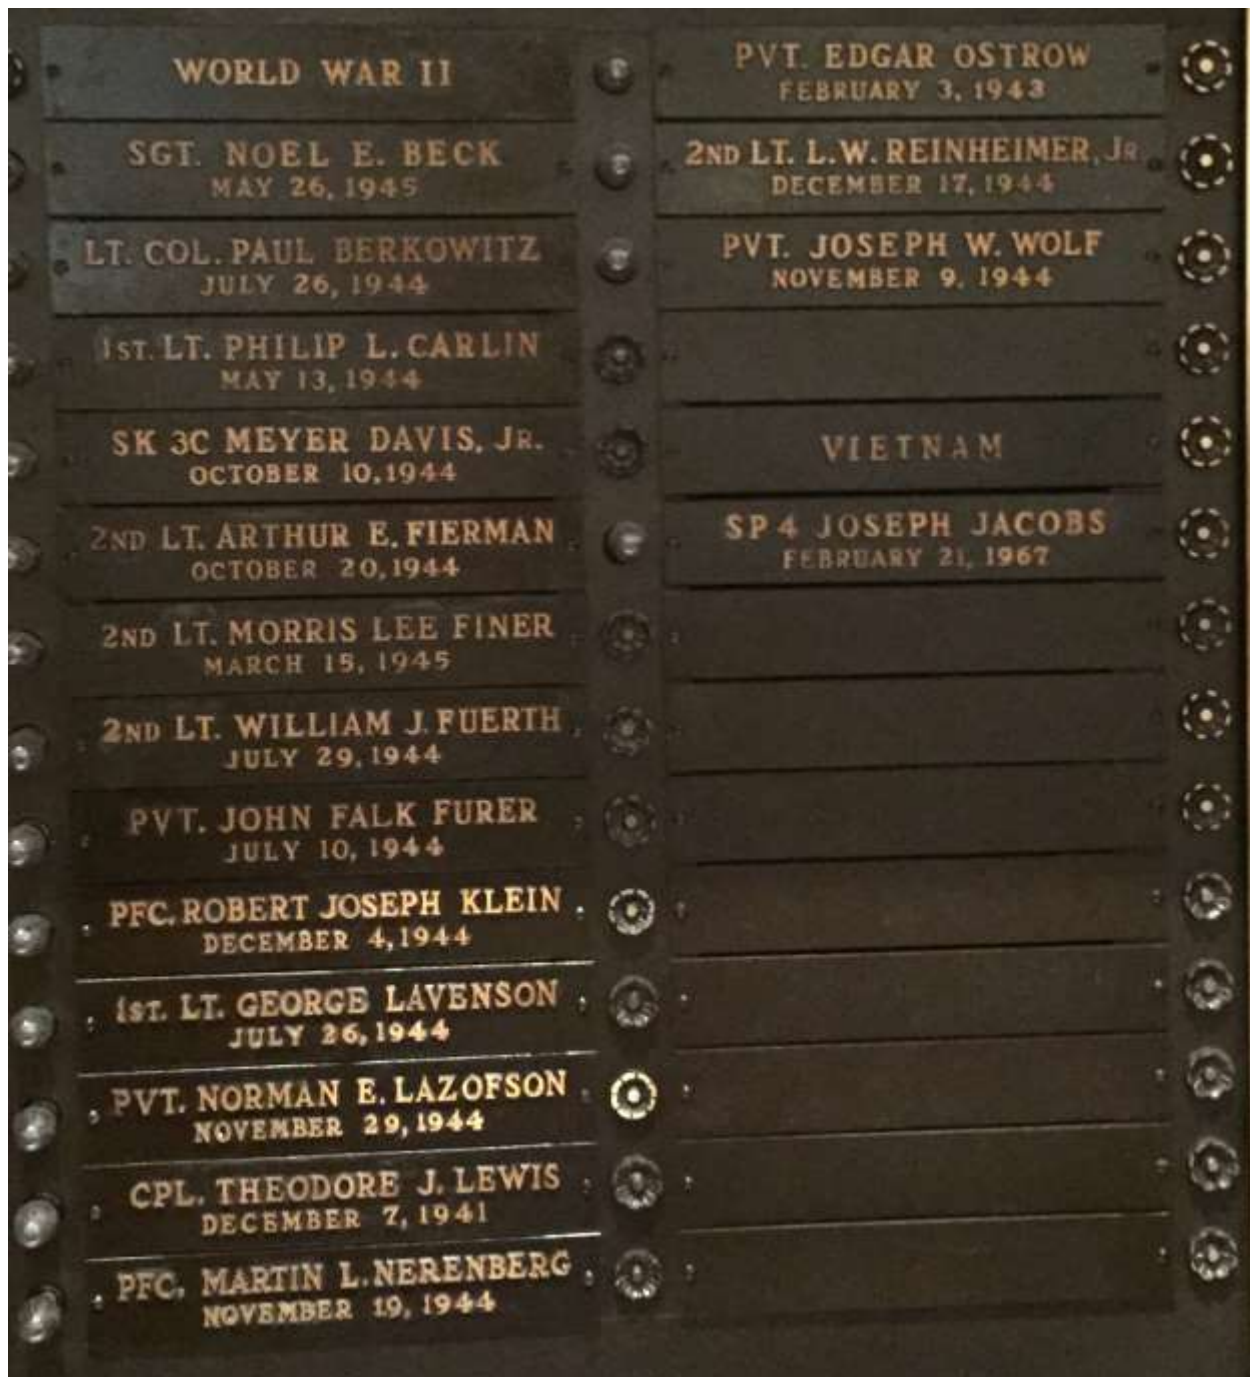 WORLD WAR II
SGT. NOEL E. BECK
MAY 26, 1945
LT. COL. PAUL BERKOWITZ
JULY 26, 1944
1ST. LT. PHILIP L. CARLIN
MAY 13, 1944
SK 3C MEYER DAVIS, JR.
OCTOBER 10, 1944
2ND LT. ARTHUR E. FIERMAN
OCTOBER 20, 1944
2ND LT. MORRIS LEE FINER
MARCH 15, 1945
2ND LT. WILLIAM J. FUERTH
JULY 29, 1944
PVT. JOHN FALK FURER
JULY 10, 1944
PFC. ROBERT JOSEPH KLEIN
DECEMBER 4, 1944
1ST. LT. GEORGE LAVENSON
JULY 26, 1944
PVT. NORMAN E. LAZOFSON
NOVEMBER 29, 1944
CPL. THEODORE J. LEWIS
DECEMBER 7, 1941
PFC. MARTIN L. NERENBERG
NOVEMBER 19, 1944
PVT. EDGAR OSTROW
FEBRUARY 3, 1943
2ND LT. L.W. REINHEIMER, JR
DECEMBER 17, 1944
PVT. JOSEPH W. WOLF
NOVEMBER 9, 1944
VIETNAM
SP 4 JOSEPH JACOBS
FEBRUARY 21, 1967